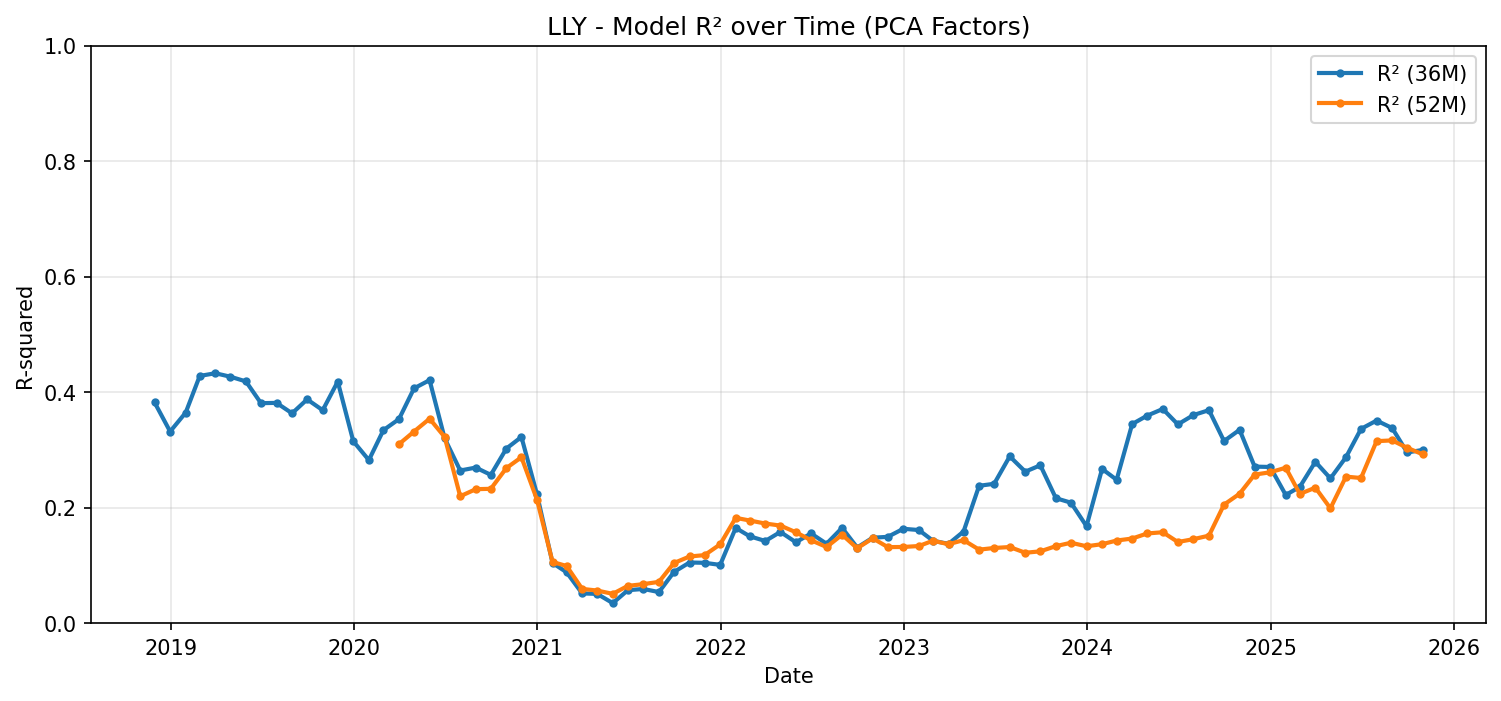 LLY - Model R² over Time (PCA Factors)
R² (36M)
R² (52M)
R-squared
1.0
0.8
0.6
0.4
0.2
0.0
2019 2020 2021 2022 2023 2024 2025 2026
Date